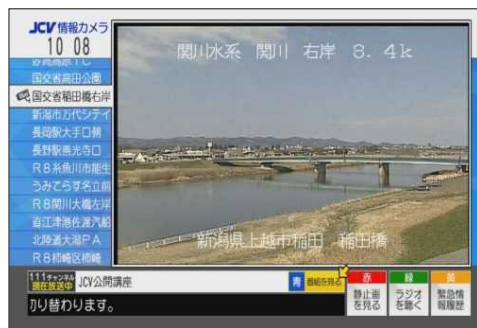 JCV 情報カメラ
10 08
国交省高田公園
国交省稲田橋右岸
新潟市万代シテイ
長岡駅大手口側
長野駅善光寺口
R8糸魚川市能生
うみてらす名立前
R8関川大橋左岸
直江津港佐渡汽船
北陸道大潟PA
R8柿崎区柿崎
関川水系 関川 右岸 8.4k
新潟県上越市稲田 稲田橋
111チャンネル
現在放送中
JCV公開講座
青 番組を見る
切り替わります。
赤
静止画
を見る
緑
ラジオ
を聴く
黄
緊急情
報履歴